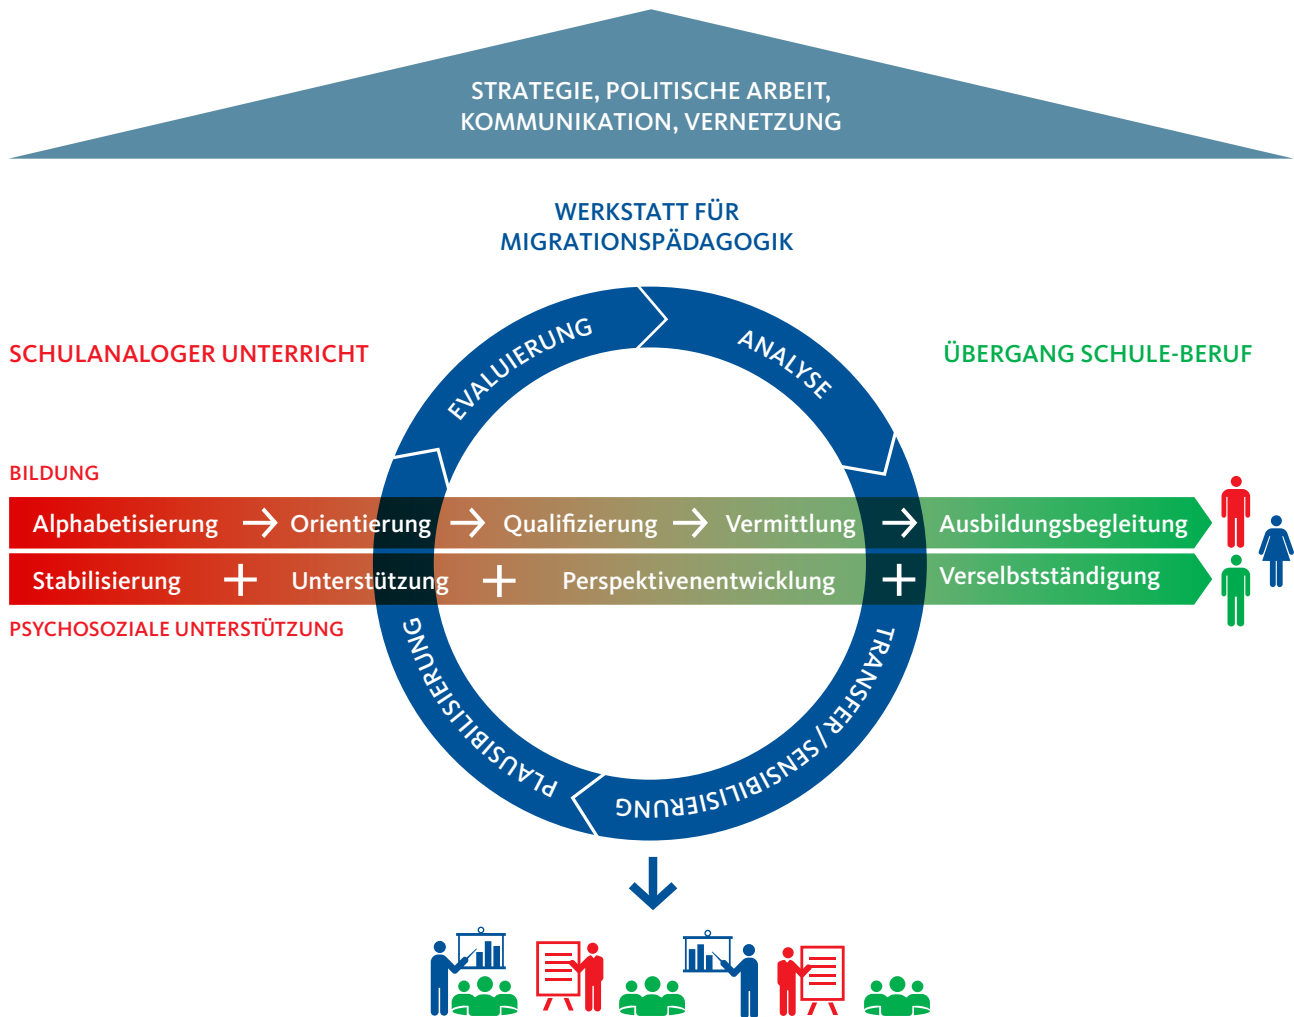 STRATEGIE, POLITISCHE ARBEIT,
KOMMUNIKATION, VERNETZUNG
WERKSTATT FÜR
MIGRATIONSPÄDAGOGIK
SCHULANALOGER UNTERRICHT
ÜBERGANG SCHULE-BERUF
EVALUIERUNG
ANALYSE
BILDUNG
Alphabetisierung → Orientierung → Qualifizierung → Vermittlung → Ausbildungsbegleitung
Stabilisierung + Unterstützung + Perspektivenentwicklung + Verselbstständigung
PSYCHOSOZIALE UNTERSTÜTZUNG
PLAUSIBILISIERUNG
TRANSFER/SENSIBILISIERUNG